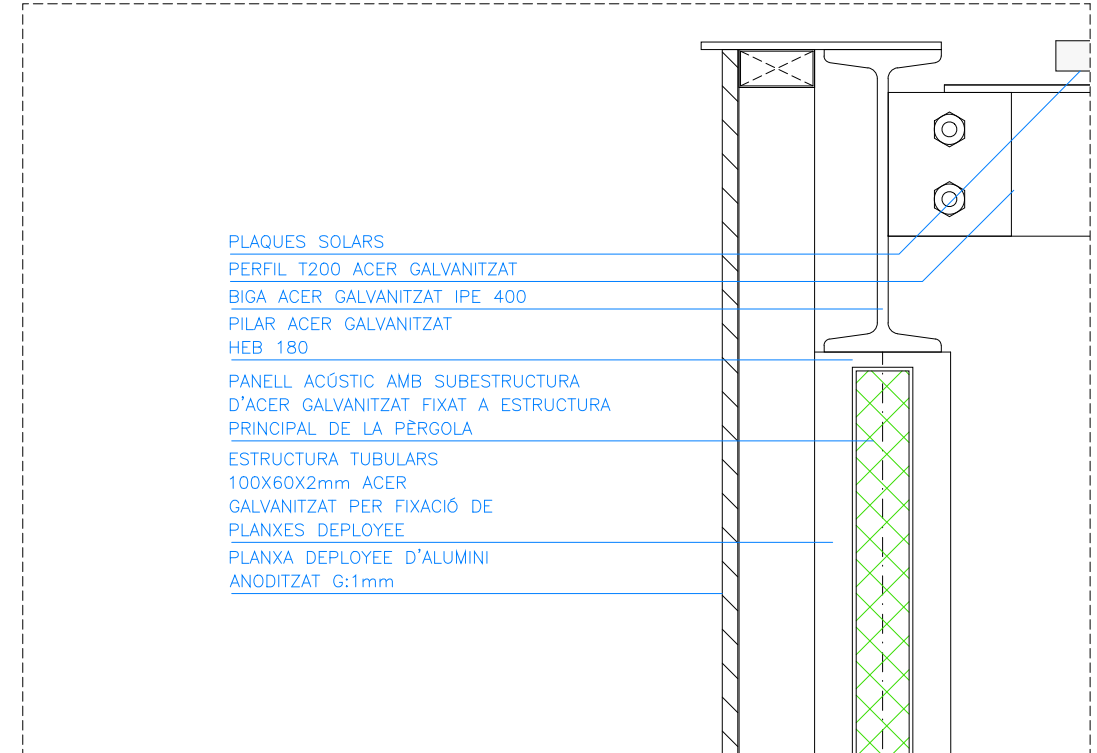 PLAQUES SOLARS
PERFIL T200 ACER GALVANITZAT
BIGA ACER GALVANITZAT IPE 400
PILAR ACER GALVANITZAT
HEB 180
PANELL ACÚSTIC AMB SUBESTRUCTURA
D'ACER GALVANITZAT FIXAT A ESTRUCTURA
PRINCIPAL DE LA PÈRGOLA
ESTRUCTURA TUBULARS
100X60X2mm ACER
GALVANITZAT PER FIXACIÓ DE
PLANXES DEPLOYEE
PLANXA DEPLOYEE D'ALUMINI
ANODITZAT G:1mm